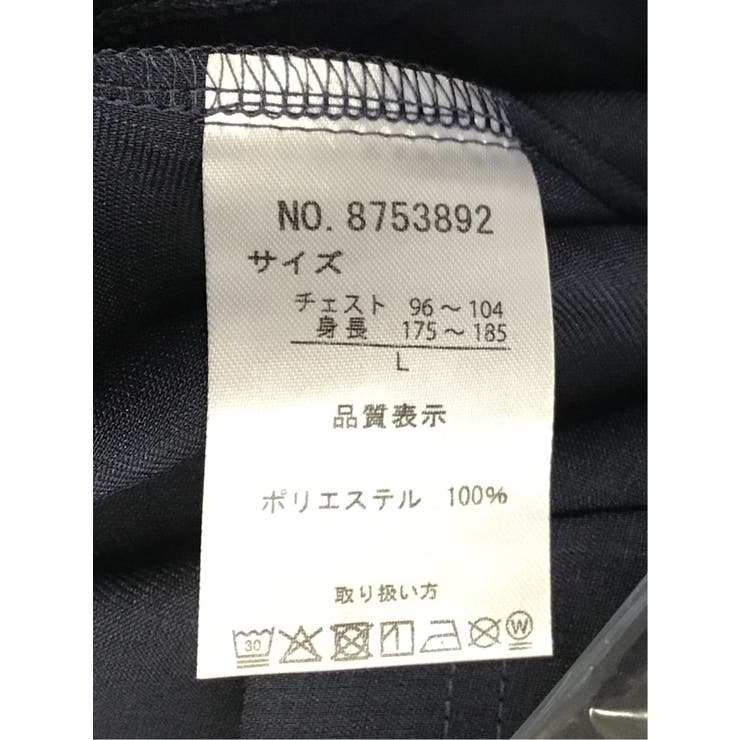 NO. 8753892
サイズ
チェスト 96～104
身長 175～185
L
品質表示
ポリエステル 100%
取り扱い方
30
W